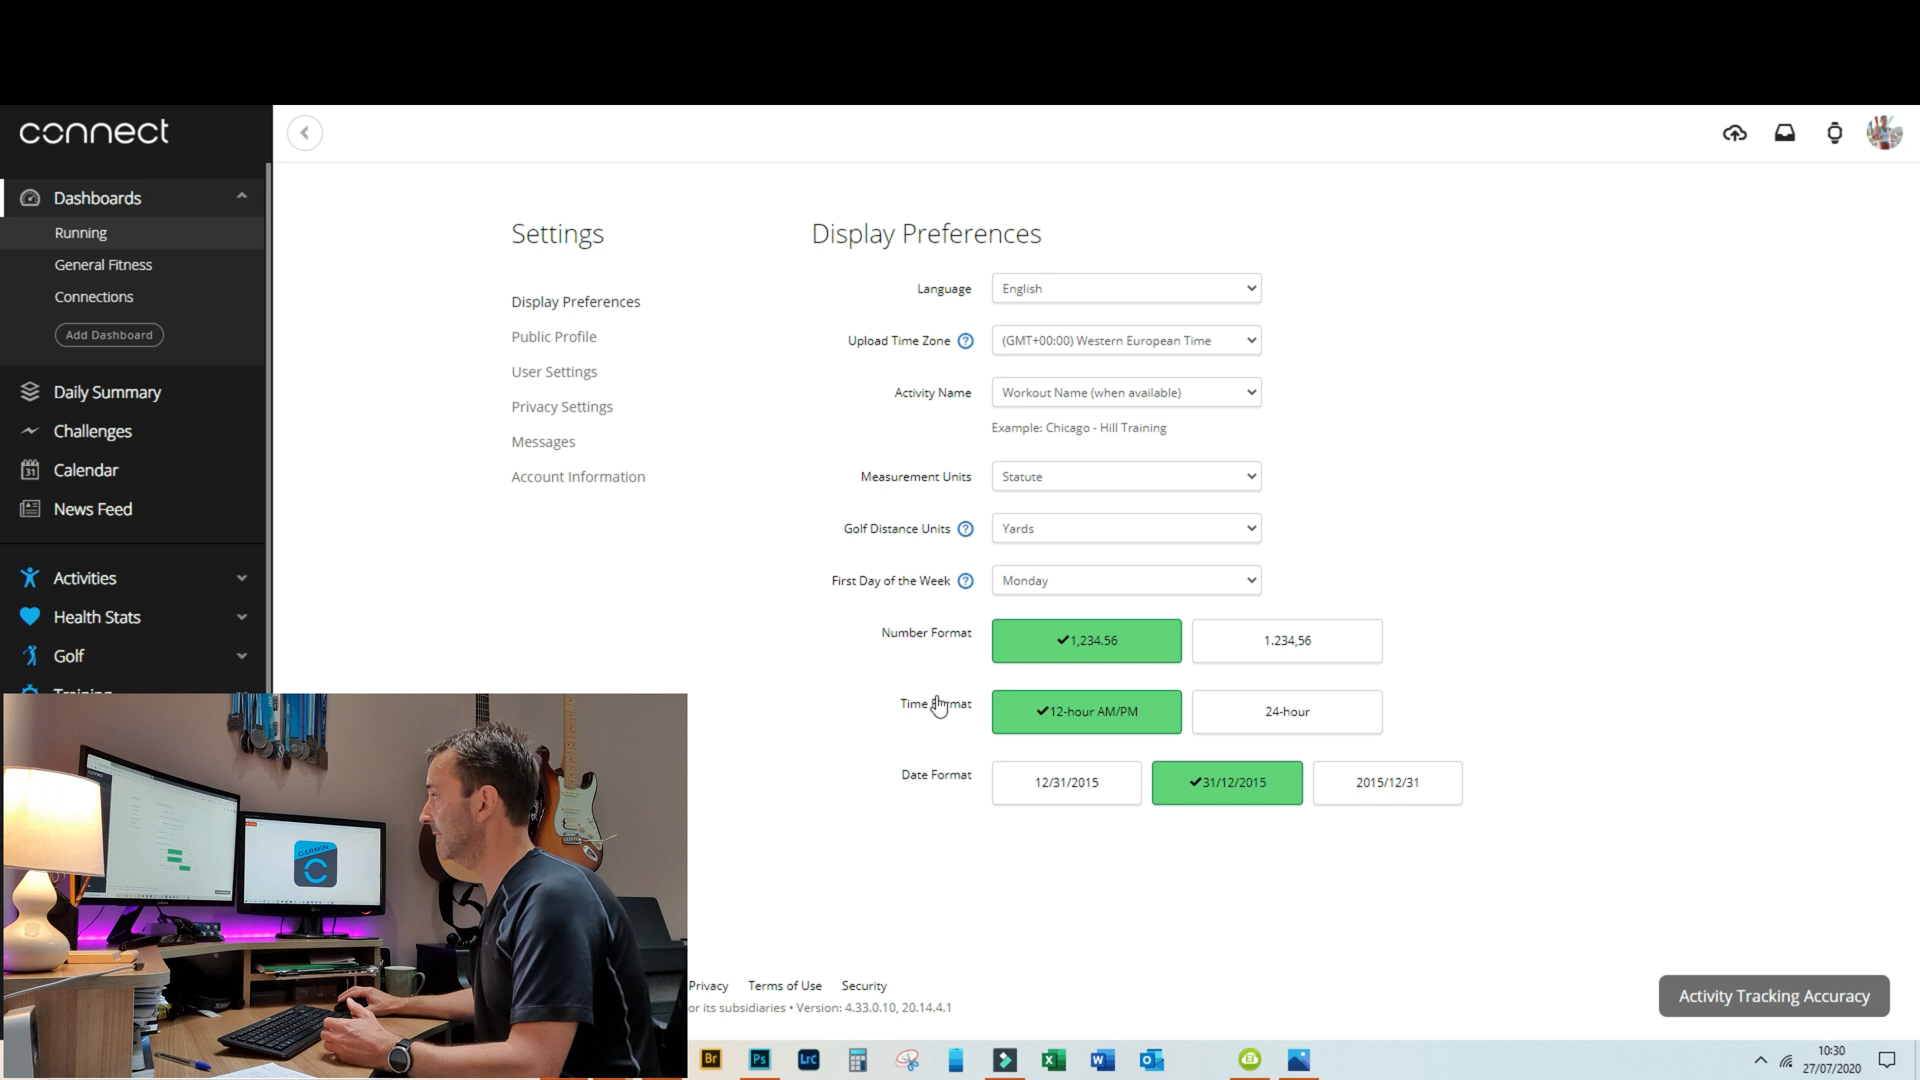 connect
Dashboards
Running
General Fitness
Connections
Add Dashboard
Daily Summary
Challenges
31
Calendar
News Feed
Activities
Health Stats
Golf
Training
Settings
Display Preferences
Public Profile
User Settings
Privacy Settings
Messages
Account Information
Display Preferences
Language
English
Upload Time Zone ?
(GMT+00:00) Western European Time
Activity Name
Workout Name (when available)
Example: Chicago - Hill Training
Measurement Units
Statute
Golf Distance Units ?
Yards
First Day of the Week ?
Monday
Number Format
✔1,234.56
1.234,56
Time Format
✔12-hour AM/PM
24-hour
Date Format
12/31/2015
✔31/12/2015
2015/12/31
GARMIN
Privacy Terms of Use Security
or its subsidiaries • Version: 4.33.0.10, 20.14.4.1
Activity Tracking Accuracy
Br
Ps
Lrc
10:30
27/07/2020